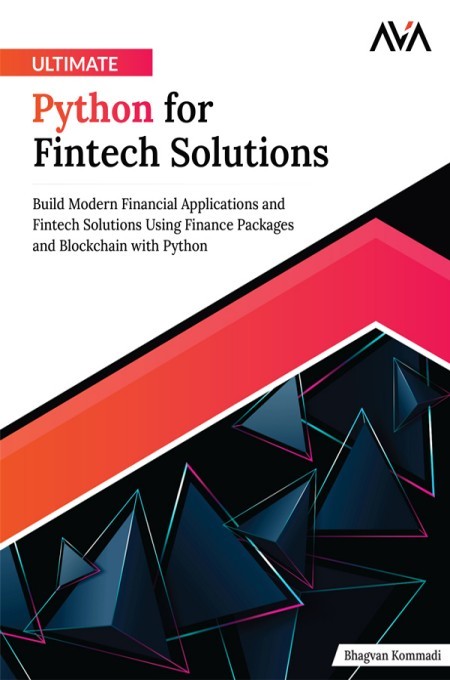 AVA
ULTIMATE
Python for
Fintech Solutions
Build Modern Financial Applications and
Fintech Solutions Using Finance Packages
and Blockchain with Python
Bhagvan Kommadi